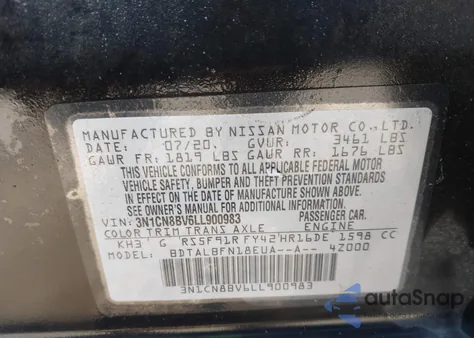 MANUFACTURED BY NISSAN MOTOR CO.,LTD.
DATE: 07/20. GVWR: 3461 LBS
GAWR FR: 1819 LBS GAWR RR: 1676 LBS
THIS VEHICLE CONFORMS TO ALL APPLICABLE FEDERAL MOTOR
VEHICLE SAFETY, BUMPER AND THEFT PREVENTION STANDARDS
IN EFFECT ON THE DATE OF MANUFACTURE SHOWN ABOVE.
SEE OWNER'S MANUAL FOR ADDITIONAL INFORMATION.
VIN: 3N1CN8BV6LL900983 PASSENGER CAR.
COLOR TRIM TRANS AXLE ENGINE
KH3 G RS5F91R FY42 HR16DE 1598 CC
MODEL: BDTALBFN18EUA--A-- 42000
3N1CN8BV6LL900983
autoSnap